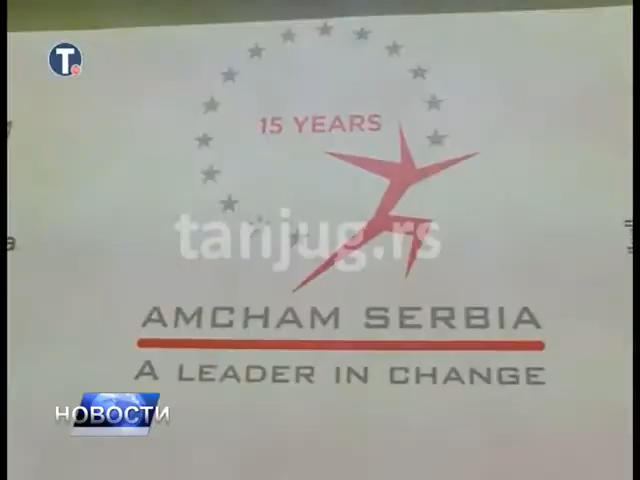 T
15 YEARS
tanjug.rs
AMCHAM SERBIA
A LEADER IN CHANGE
НОВОСТИ